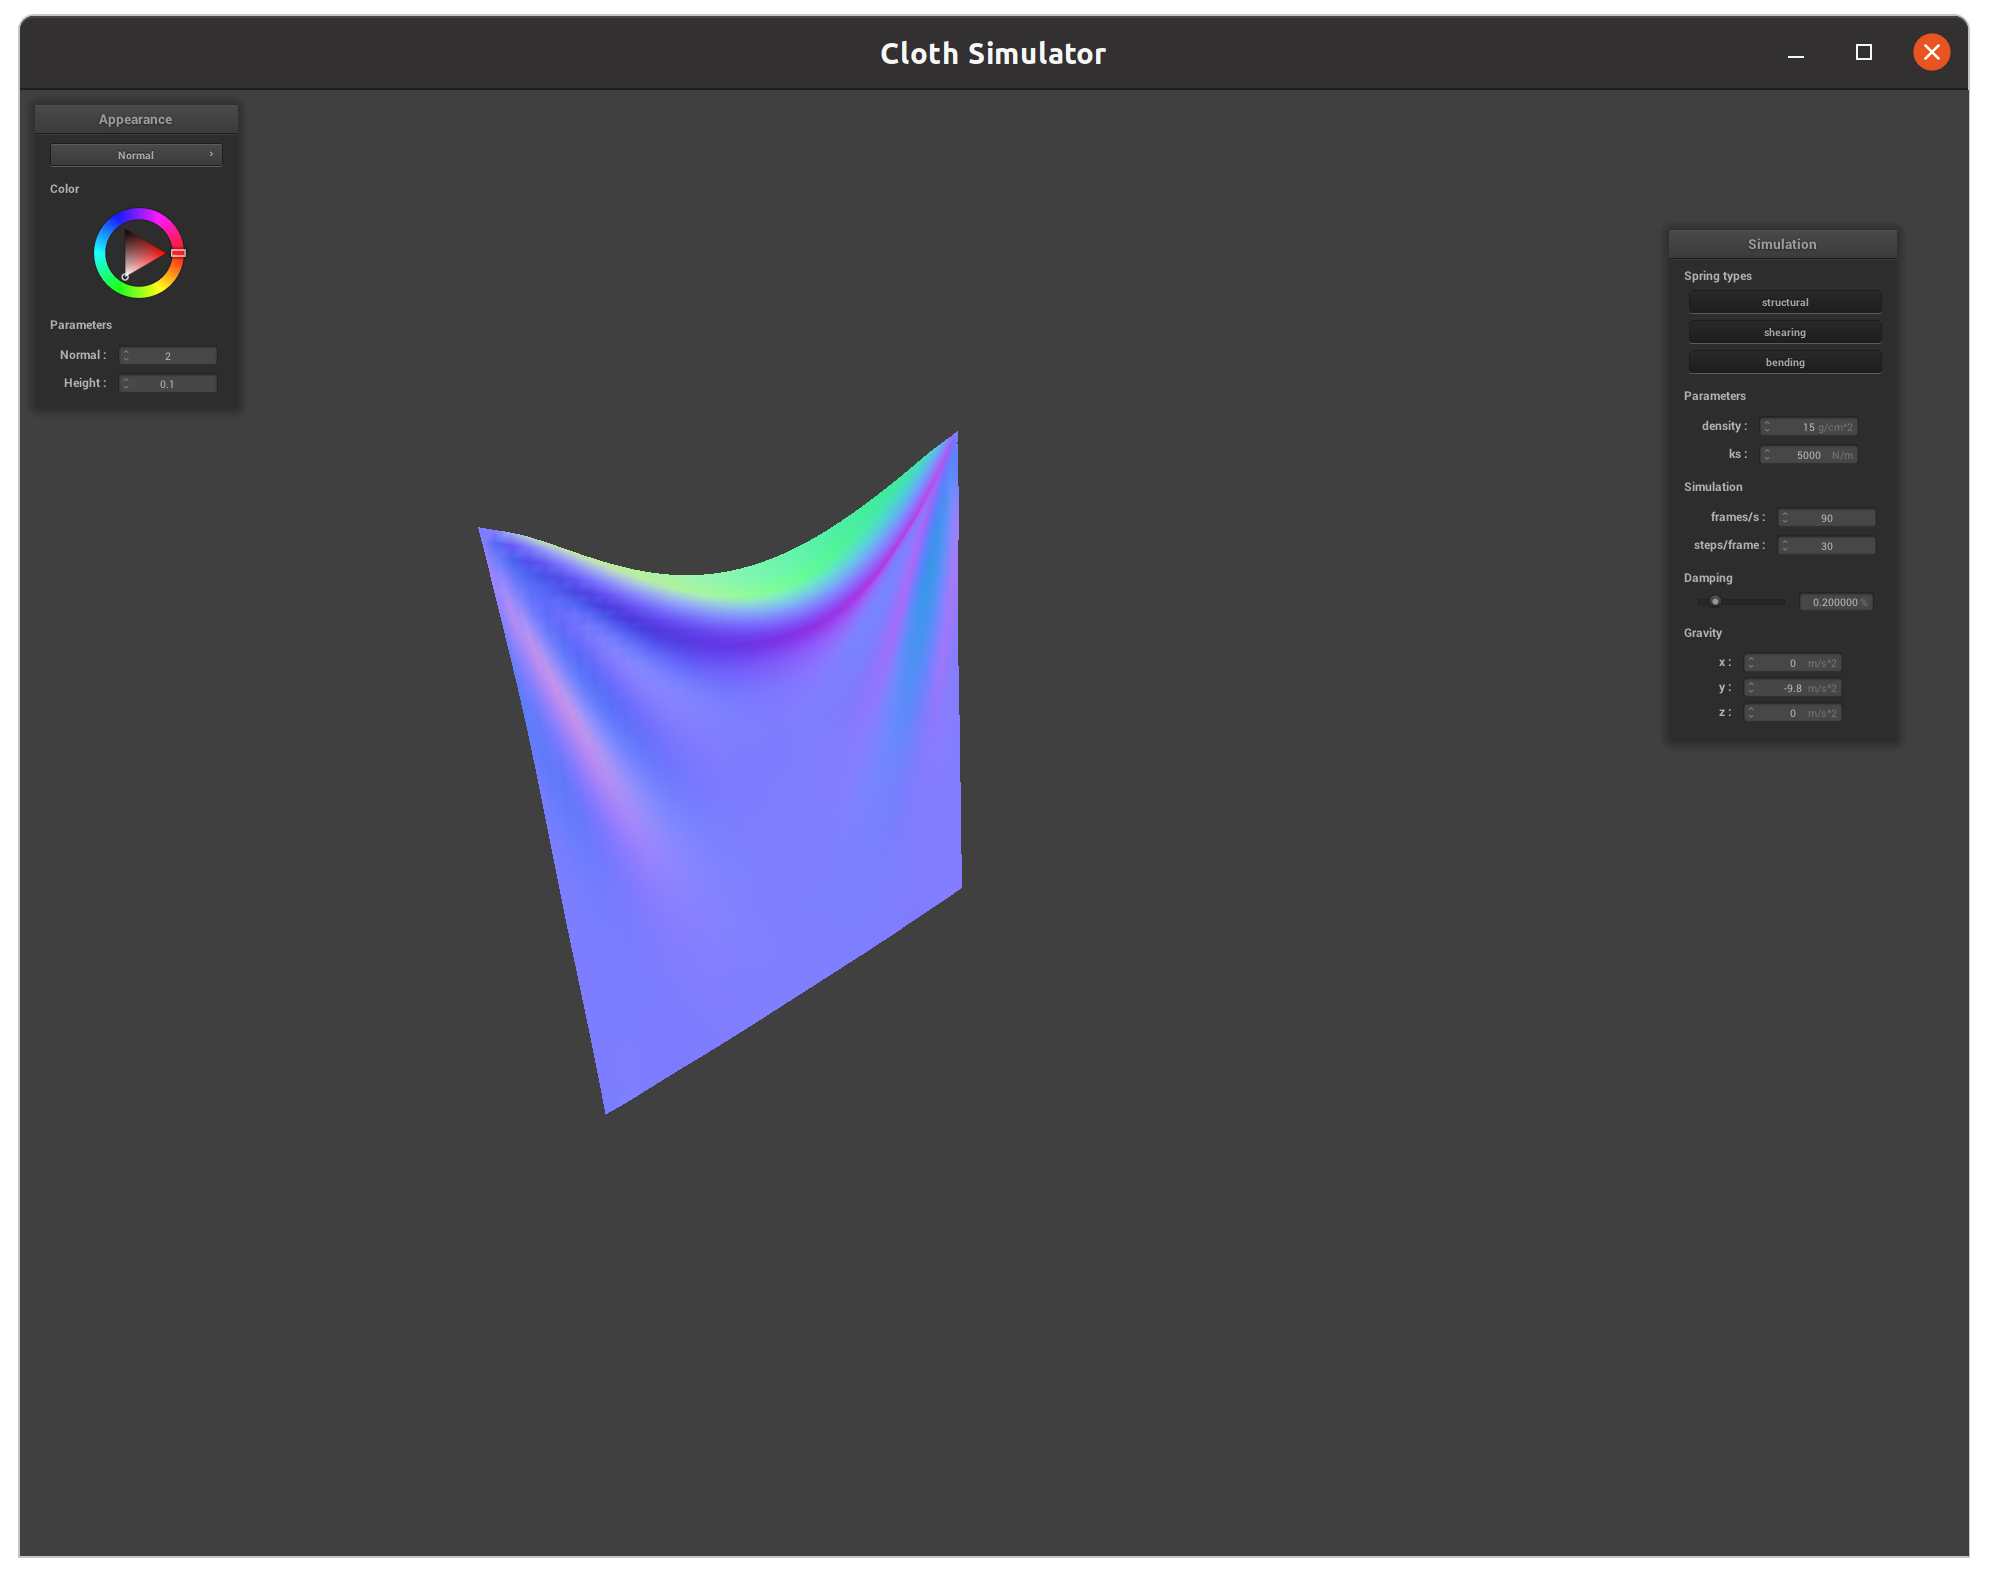 Cloth Simulator
Appearance
Normal
Color
Parameters
Normal : 2
Height : 0.1
Simulation
Spring types
structural
shearing
bending
Parameters
density : 15 g/cm^2
ks : 5000 N/m
Simulation
frames/s : 90
steps/frame : 30
Damping
0.200000 %
Gravity
x : 0 m/s^2
y : -9.8 m/s^2
z : 0 m/s^2